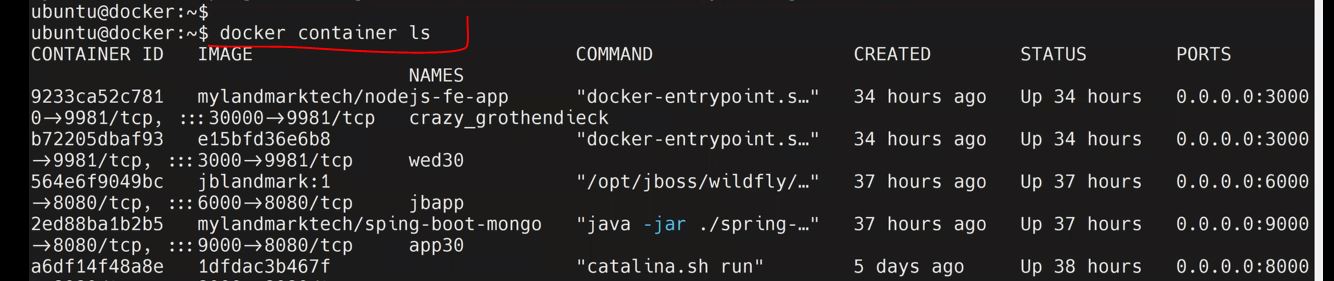 ubuntu@docker:~$
ubuntu@docker:~$ docker container ls
CONTAINER ID   IMAGE   COMMAND   CREATED   STATUS   PORTS
NAMES
9233ca52c781   mylandmarktech/nodejs-fe-app   "docker-entrypoint.s…"   34 hours ago   Up 34 hours   0.0.0.0:3000
0→9981/tcp, :::30000→9981/tcp   crazy_grothendieck
b72205dbaf93   e15bfd36e6b8   "docker-entrypoint.s…"   34 hours ago   Up 34 hours   0.0.0.0:3000
→9981/tcp, :::3000→9981/tcp   wed30
564e6f9049bc   jblandmark:1   "/opt/jboss/wildfly/…"   37 hours ago   Up 37 hours   0.0.0.0:6000
→8080/tcp, :::6000→8080/tcp   jbapp
2ed88ba1b2b5   mylandmarktech/sping-boot-mongo   "java -jar ./spring-…"   37 hours ago   Up 37 hours   0.0.0.0:9000
→8080/tcp, :::9000→8080/tcp   app30
a6df14f48a8e   1dfdac3b467f   "catalina.sh run"   5 days ago   Up 38 hours   0.0.0.0:8000